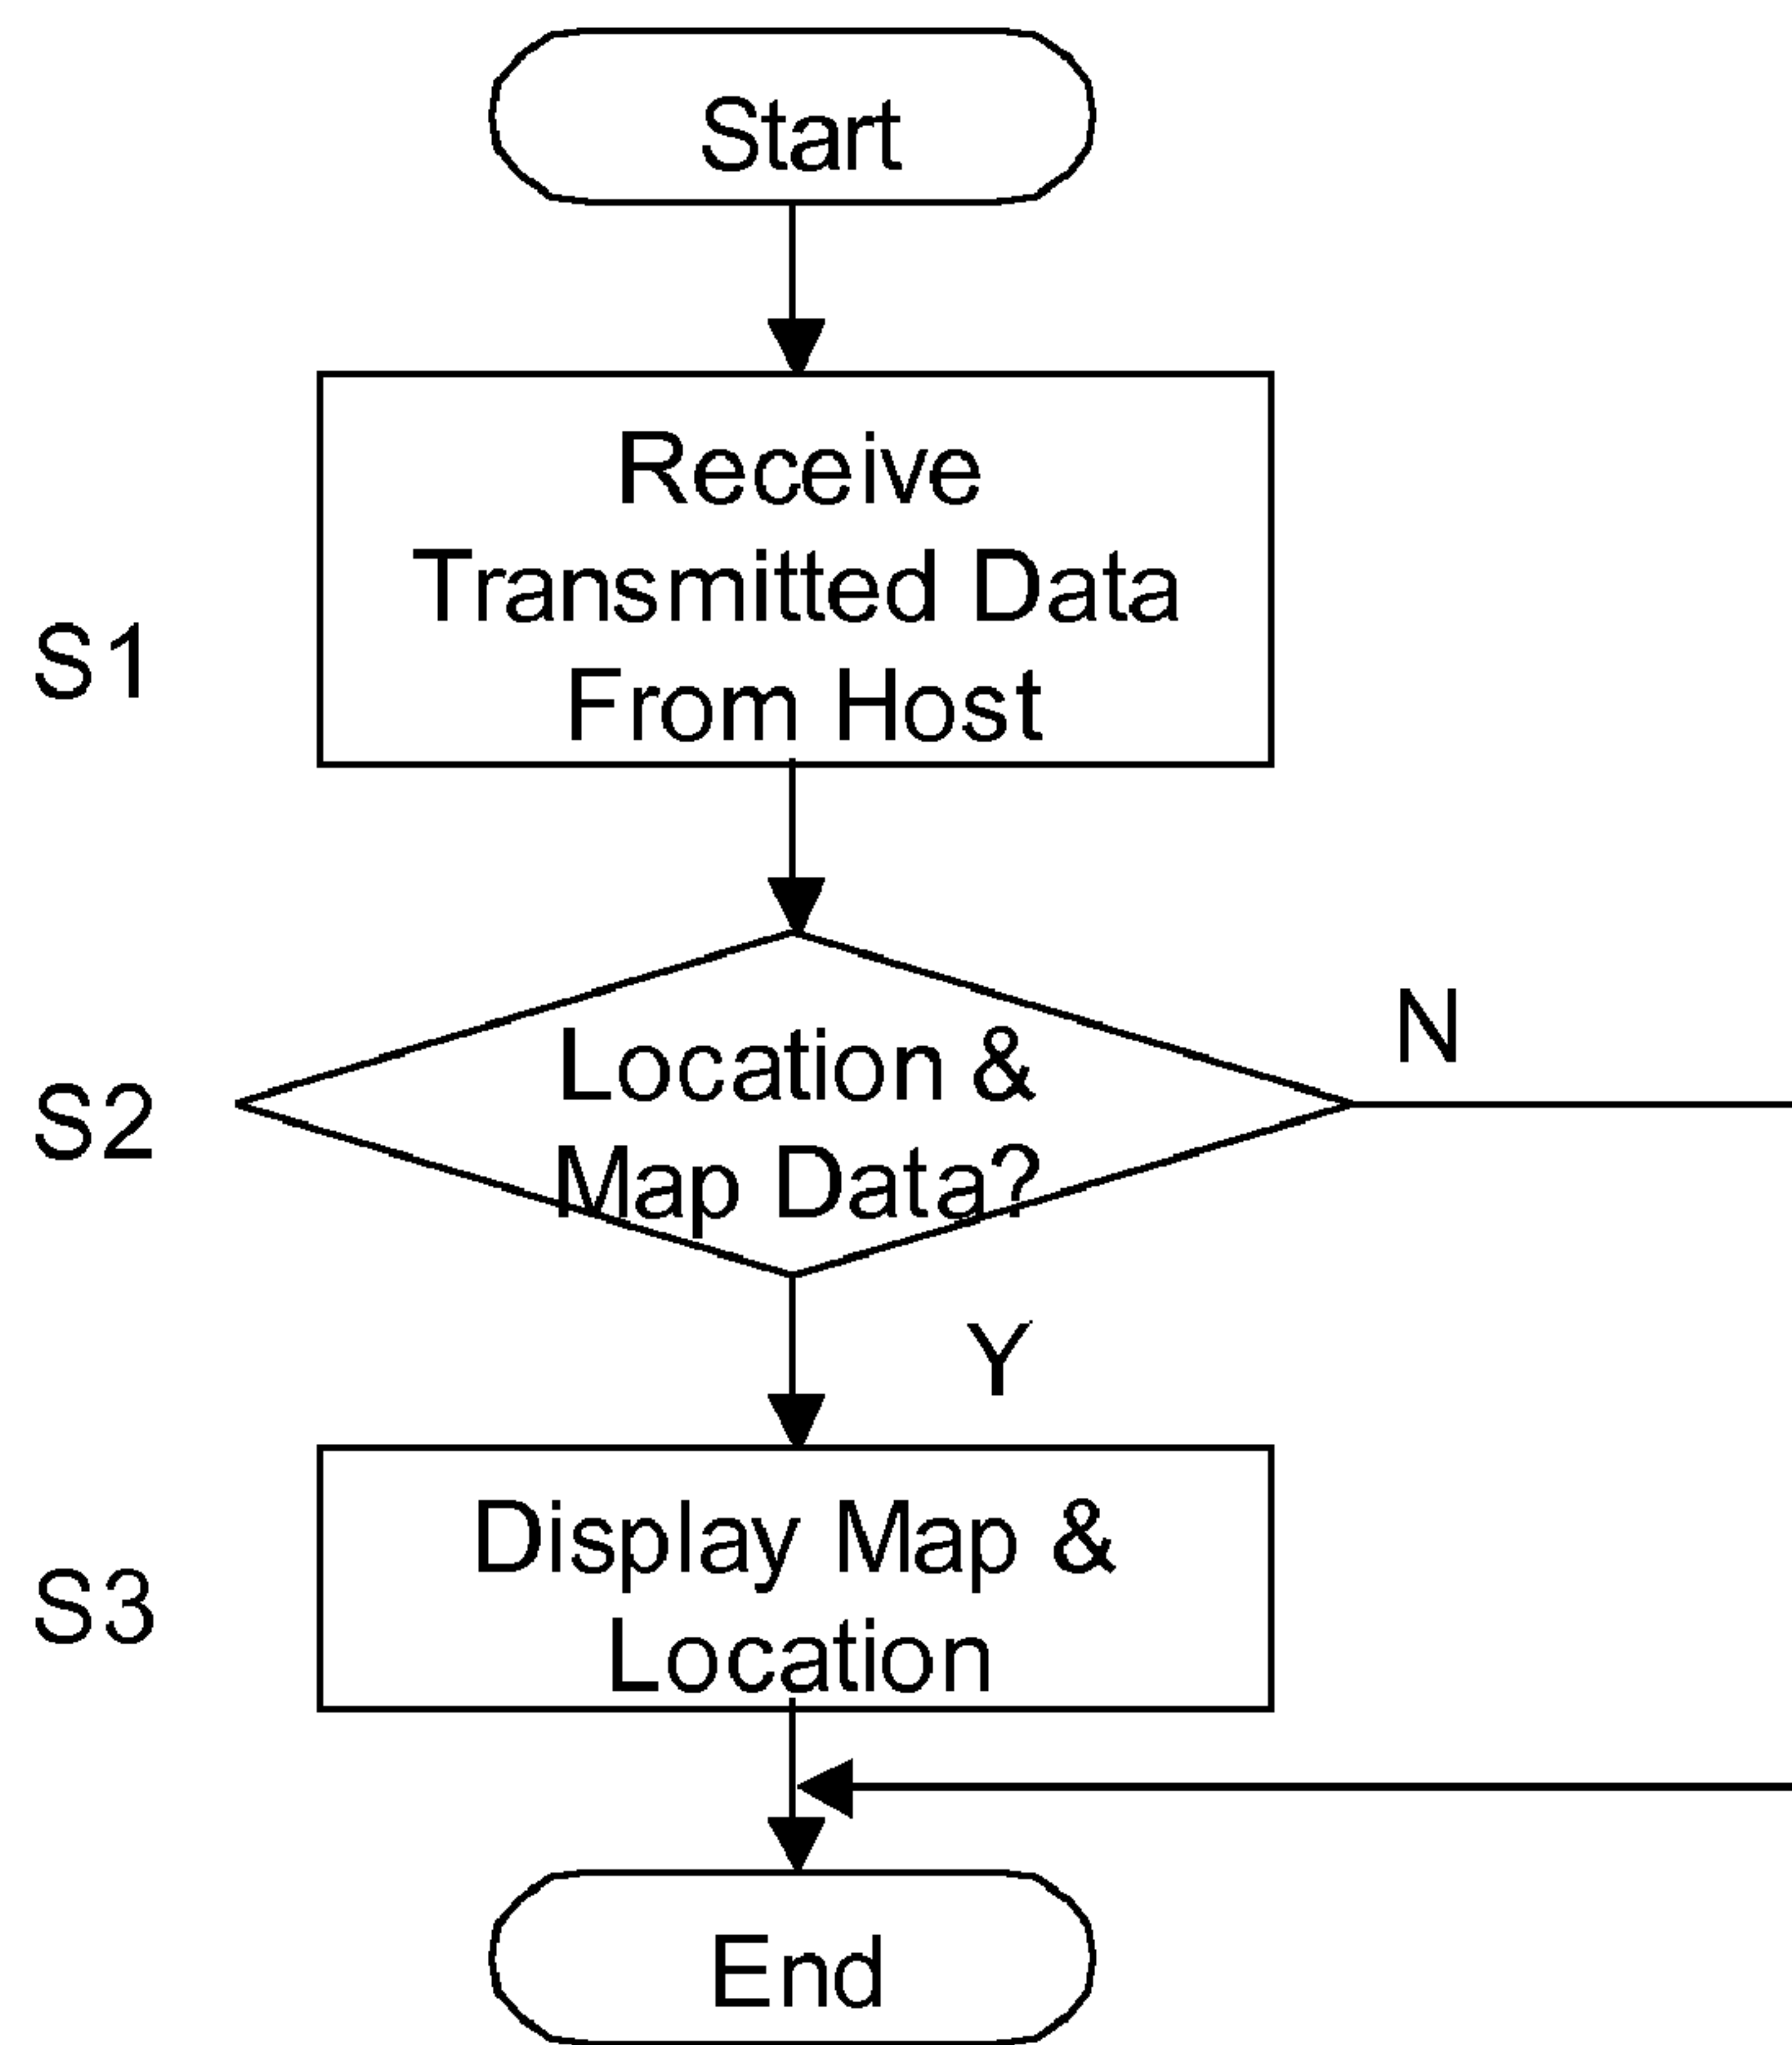 Start
S1
Receive
Transmitted Data
From Host
S2
Location &
Map Data?
N
Y
S3
Display Map &
Location
End